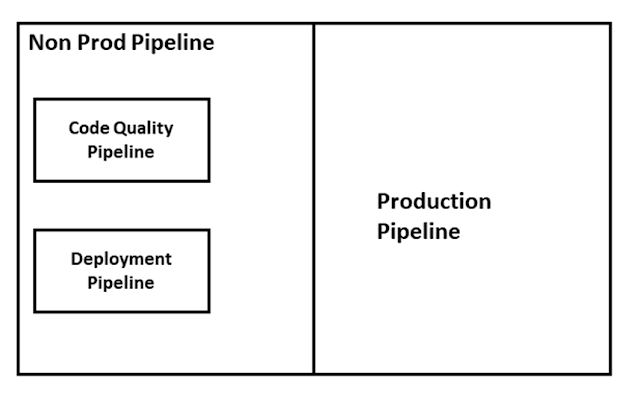 Non Prod Pipeline
Code Quality
Pipeline
Deployment
Pipeline
Production
Pipeline